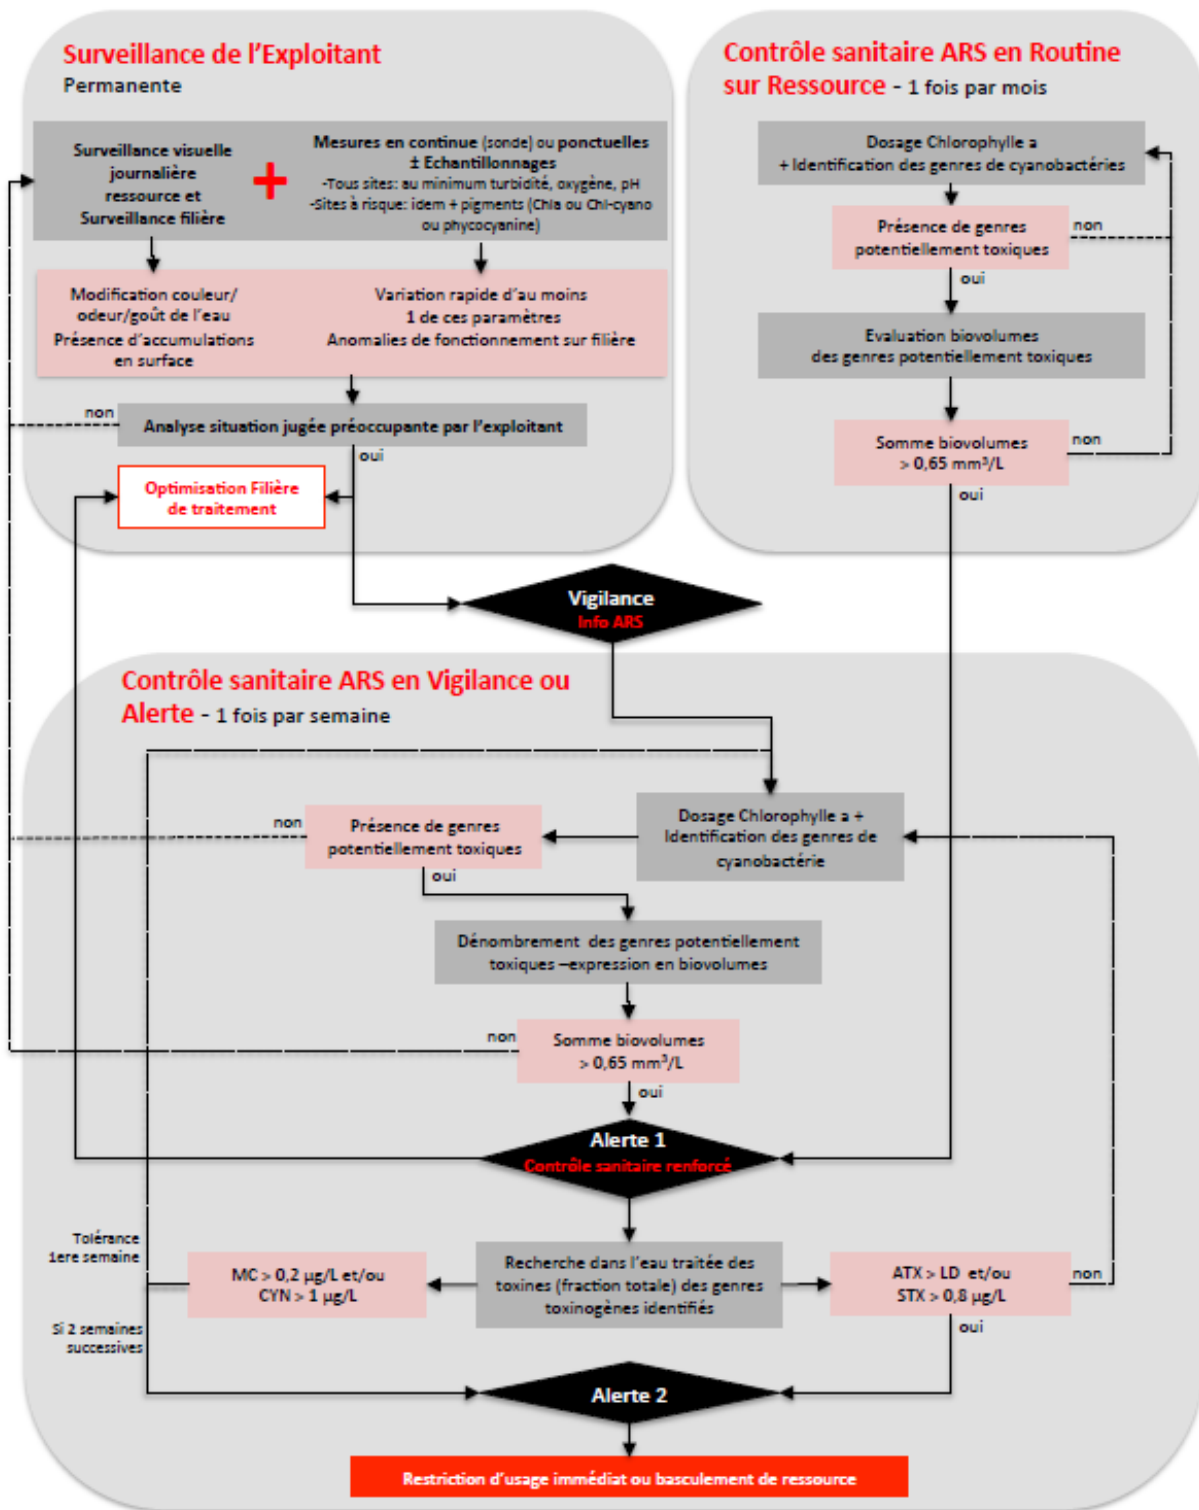 Surveillance de l'Exploitant
Permanente
Surveillance visuelle
journalière
ressource et
Surveillance filière
+
Mesures en continue (sonde) ou ponctuelles
± Echantillonnages
-Tous sites: au minimum turbidité, oxygène, pH
-Sites à risque: idem + pigments (Chla ou Chl-cyano
ou phycocyanine)
Modification couleur/
odeur/goût de l'eau
Présence d'accumulations
en surface
Variation rapide d'au moins
1 de ces paramètres
Anomalies de fonctionnement sur filière
non
Analyse situation jugée préoccupante par l'exploitant
oui
Optimisation Filière
de traitement
Contrôle sanitaire ARS en Routine
sur Ressource - 1 fois par mois
Dosage Chlorophylle a
+ Identification des genres de cyanobactéries
Présence de genres
potentiellement toxiques
non
oui
Evaluation biovolumes
des genres potentiellement toxiques
Somme biovolumes
> 0,65 mm³/L
non
oui
Vigilance
Info ARS
Contrôle sanitaire ARS en Vigilance ou
Alerte - 1 fois par semaine
Dosage Chlorophylle a +
Identification des genres de
cyanobactérie
non
Présence de genres
potentiellement toxiques
oui
Dénombrement des genres potentiellement
toxiques –expression en biovolumes
non
Somme biovolumes
> 0,65 mm³/L
oui
Alerte 1
Contrôle sanitaire renforcé
Tolérance
1ere semaine
MC > 0,2 µg/L et/ou
CYN > 1 µg/L
Recherche dans l'eau traitée des
toxines (fraction totale) des genres
toxinogènes identifiés
ATX > LD et/ou
STX > 0,8 µg/L
non
oui
Si 2 semaines
successives
Alerte 2
Restriction d'usage immédiat ou basculement de ressource